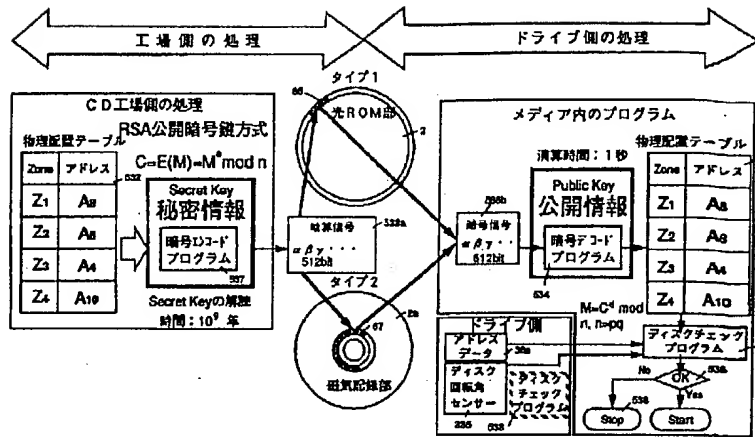 工場側の処理
ドライブ側の処理
CD工場側の処理
物理配置テーブル
RSA公開暗号鍵方式
C=E(M)=M^e mod n
532
Zone アドレス
Z1
Z2
Z3
Z4 A10
Secret Key
秘密情報
暗号エンコード
プログラム
537
Secret Keyの解読
時間:10^9 年
タイプ1
光ROM部
2
暗号信号
αβγ・・
512bit
タイプ2
67
磁気記録部
メディア内のプログラム
演算時間:1秒
Public Key
公開情報
暗号デコード
プログラム
534
暗号信号
αβγ・・
512bit
物理配置テーブル
Zone アドレス
Z1
Z2
Z3 A4
Z4 A10
M=C^d mod
n, n=pq
ドライブ側
アドレス
データ
ディスク
回転角
センサー
335
ディスク
チェック
プログラム
533
ディスクチェック
プログラム
OK
No
Yes
Stop
Start